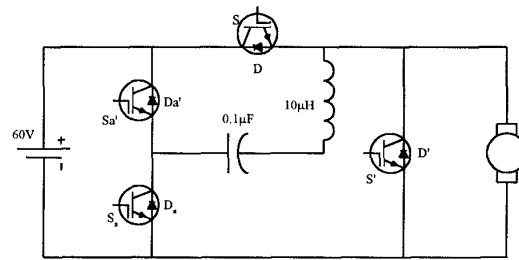 S
D
Sa' Da'
0.1μF
10μH
60V
+
S' D'
Sₐ Dₐ